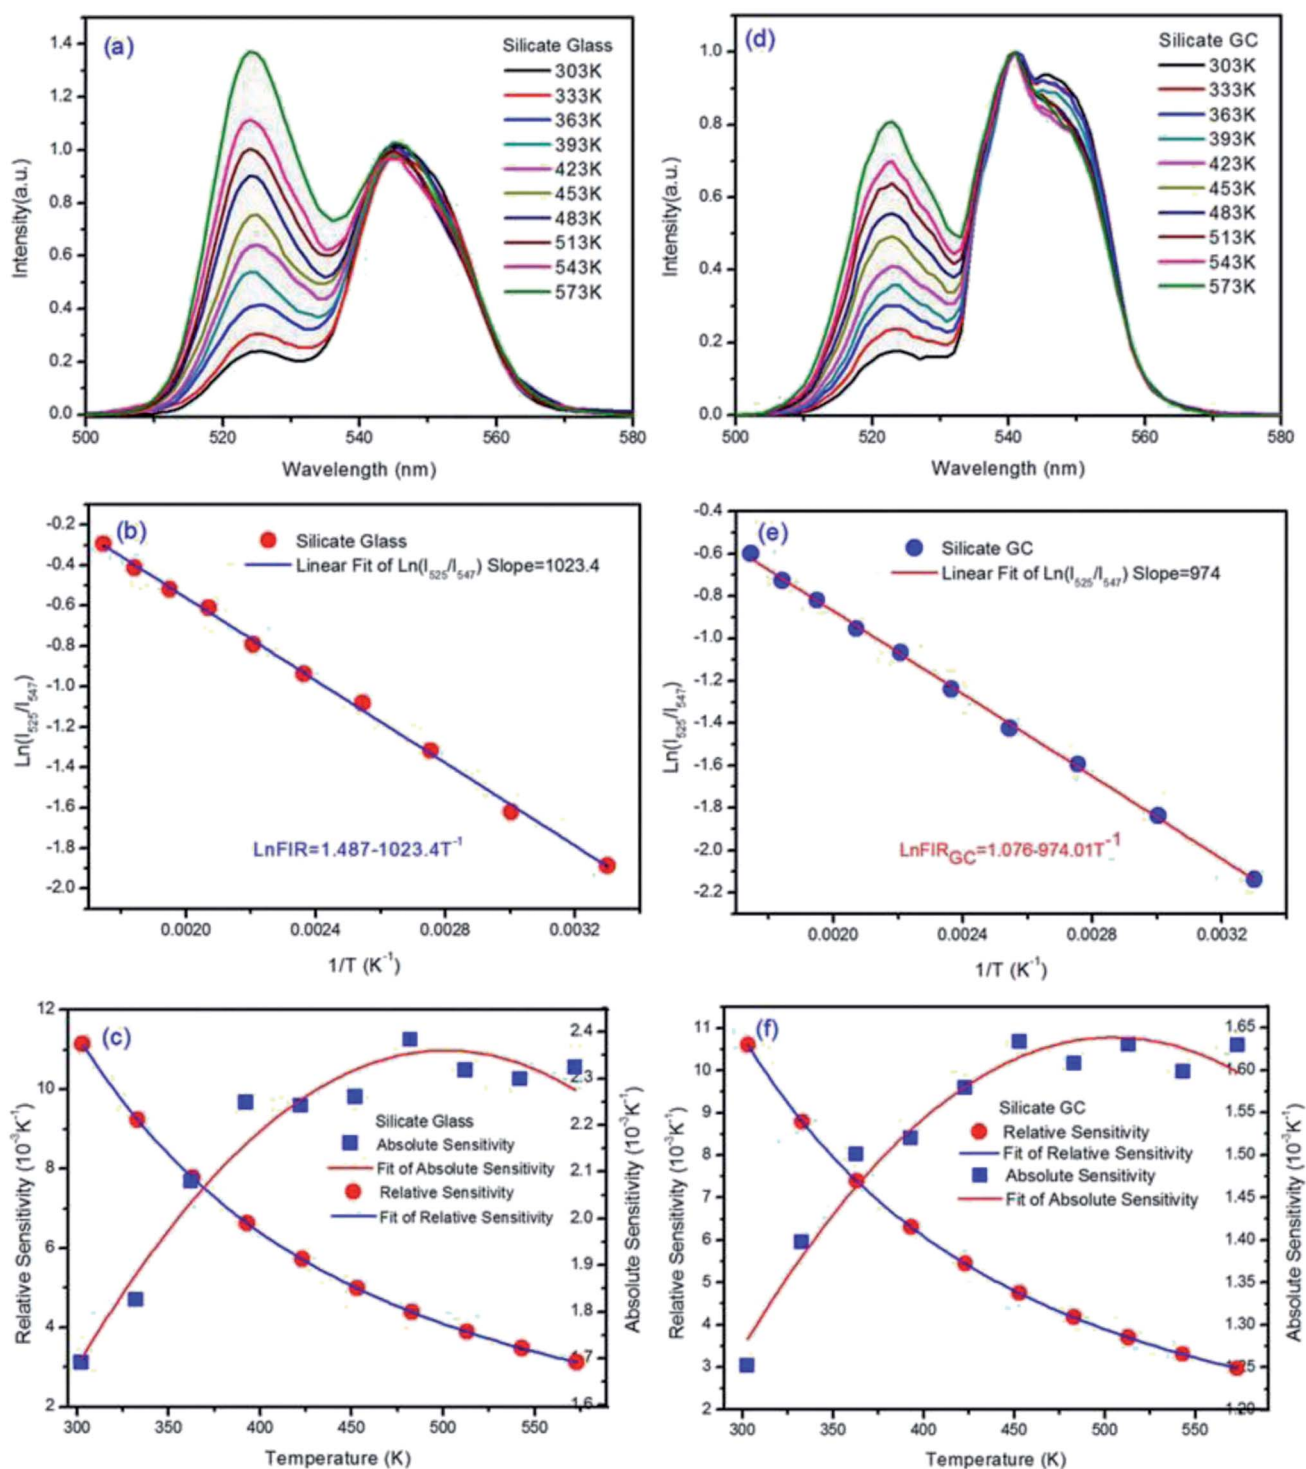 (a)
Silicate Glass
303K
333K
363K
393K
423K
453K
483K
513K
543K
573K
1.4
1.2
1.0
0.8
0.6
0.4
0.2
0.0
Intensity(a.u.)
500 520 540 560 580
Wavelength (nm)
(d)
Silicate GC
303K
333K
363K
393K
423K
453K
483K
513K
543K
573K
1.0
0.8
0.6
0.4
0.2
0.0
Intensity(a.u.)
500 520 540 560 580
Wavelength (nm)
(b)
Silicate Glass
Linear Fit of Ln(I525/I547) Slope=1023.4
-0.2
-0.4
-0.6
-0.8
-1.0
-1.2
-1.4
-1.6
-1.8
-2.0
Ln(I525/I547)
LnFIR=1.487-1023.4T⁻¹
0.0020 0.0024 0.0028 0.0032
1/T (K⁻¹)
(e)
Silicate GC
Linear Fit of Ln(I525/I547) Slope=974
-0.4
-0.6
-0.8
-1.0
-1.2
-1.4
-1.6
-1.8
-2.0
-2.2
Ln(I525/I547)
LnFIRGC=1.076-974.01T⁻¹
0.0020 0.0024 0.0028 0.0032
1/T (K⁻¹)
(c)
Silicate Glass
Absolute Sensitivity
Fit of Absolute Sensitivity
Relative Sensitivity
Fit of Relative Sensitivity
12
10
8
6
4
2
Relative Sensitivity (10⁻³K⁻¹)
2.4
2.3
2.2
2.1
2.0
1.9
1.8
1.7
1.6
Absolute Sensitivity (10⁻³K⁻¹)
300 350 400 450 500 550
Temperature (K)
(f)
Silicate GC
Relative Sensitivity
Fit of Relative Sensitivity
Absolute Sensitivity
Fit of Absolute Sensitivity
11
10
9
8
7
6
5
4
3
2
Relative Sensitivity (10⁻³K⁻¹)
1.65
1.60
1.55
1.50
1.45
1.40
1.35
1.30
1.25
1.20
Absolute Sensitivity (10⁻³K⁻¹)
300 350 400 450 500 550
Temperature (K)